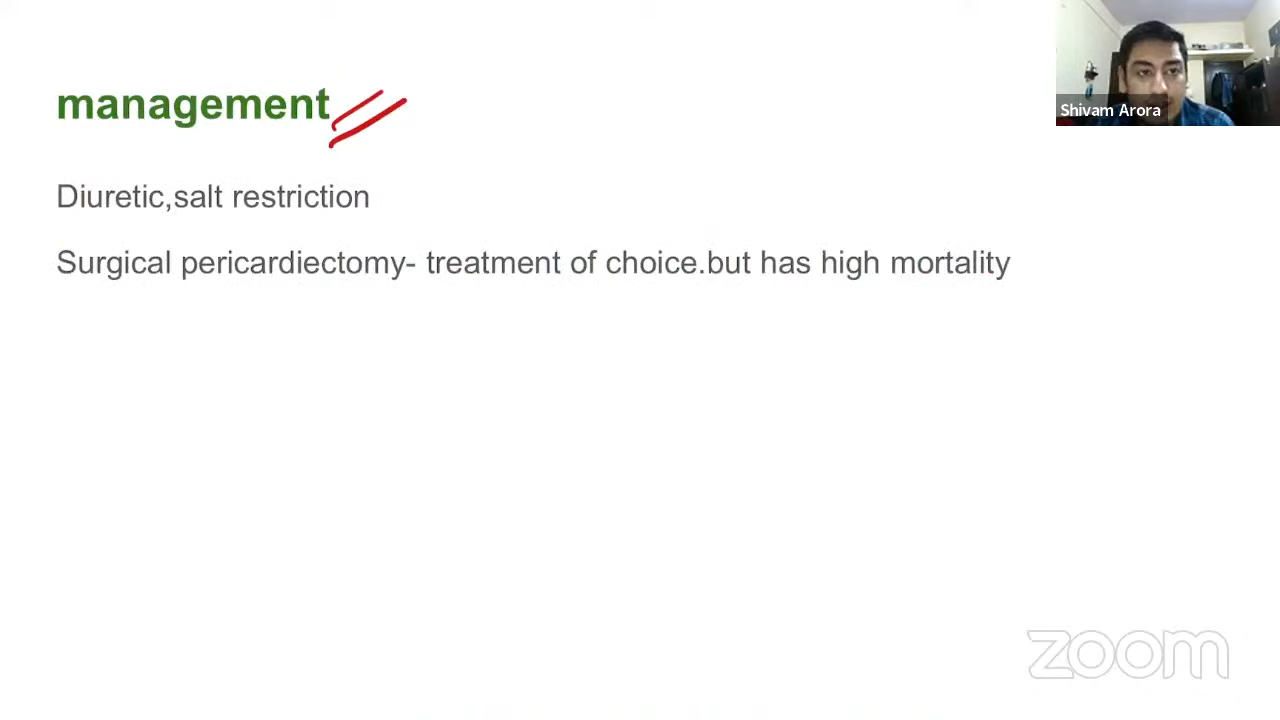 management
Shivam Arora
Diuretic,salt restriction
Surgical pericardiectomy- treatment of choice.but has high mortality
zoom